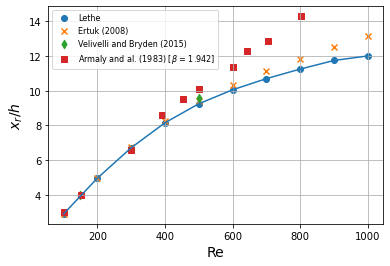 Lethe
Ertuk (2008)
Velivelli and Bryden (2015)
Armaly and al. (1983) [β = 1.942]
14
12
10
8
6
4
x_r/h
200
400
600
800
1000
Re